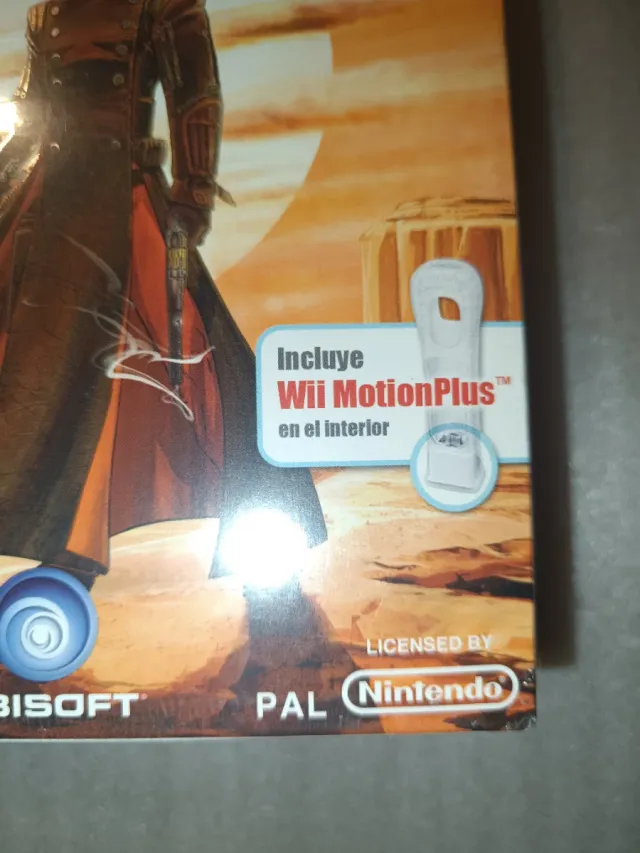 Incluye
Wii MotionPlus™
en el interior
LICENSED BY
BISOFT
PAL
Nintendo®